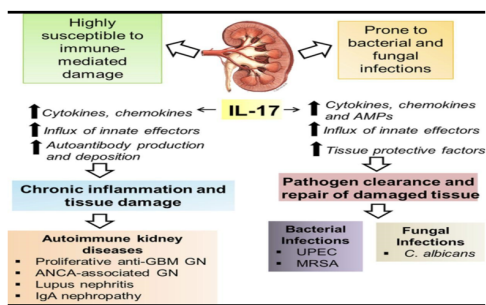 Highly
susceptible to
immune-
mediated
damage
Prone to
bacterial and
fungal
infections
IL-17
Cytokines, chemokines
Influx of innate effectors
Autoantibody production
and deposition
Cytokines, chemokines
and AMPs
Influx of innate effectors
Tissue protective factors
Chronic inflammation and
tissue damage
Pathogen clearance and
repair of damaged tissue
Autoimmune kidney
diseases
▪ Proliferative anti-GBM GN
▪ ANCA-associated GN
▪ Lupus nephritis
▪ IgA nephropathy
Bacterial
Infections
▪ UPEC
▪ MRSA
Fungal
Infections
▪ C. albicans